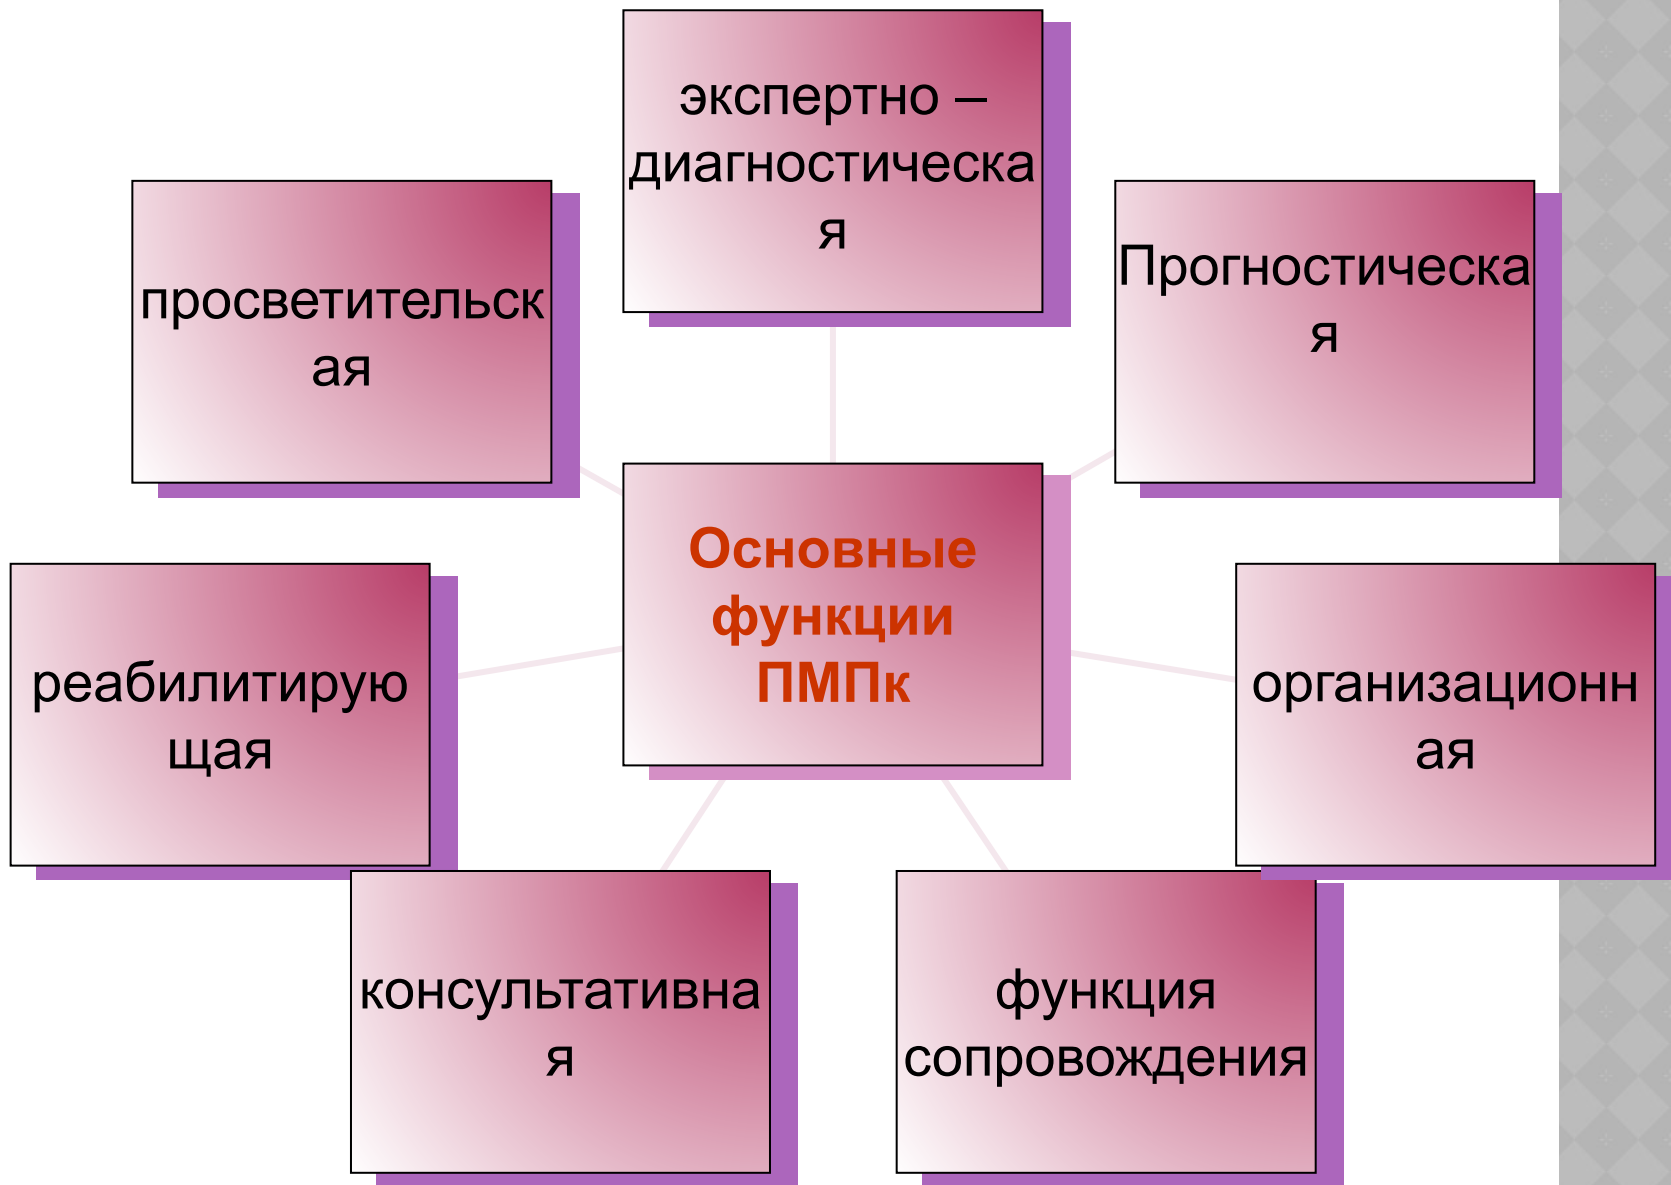 экспертно –
диагностическа
я
просветительск
ая
Прогностическа
я
Основные
функции
ПМПк
реабилитирую
щая
организационн
ая
консультативна
я
функция
сопровождения